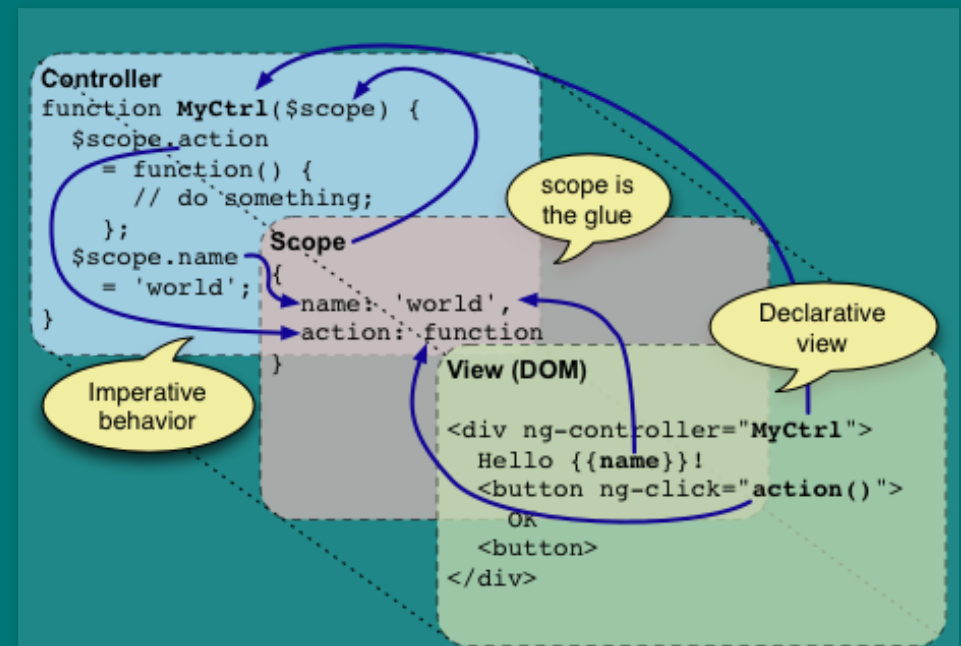 Controller
function MyCtrl($scope) {
$scope.action
= function() {
// do something;
};
$scope.name
= 'world';
}
Imperative
behavior
scope is
the glue
Scope
{
name: 'world',
action: function
}
Declarative
view
View (DOM)
<div ng-controller="MyCtrl">
Hello {{name}}!
<button ng-click="action()">
OK
<button>
</div>